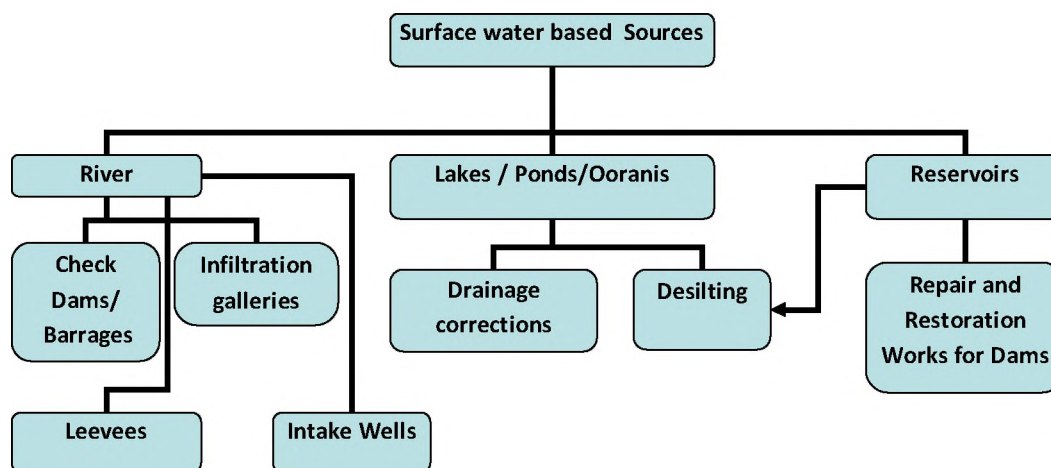 Surface water based Sources
River
Lakes / Ponds/Ooranis
Reservoirs
Check
Dams/
Barrages
Infiltration
galleries
Drainage
corrections
Desilting
Repair and
Restoration
Works for Dams
Leevees
Intake Wells